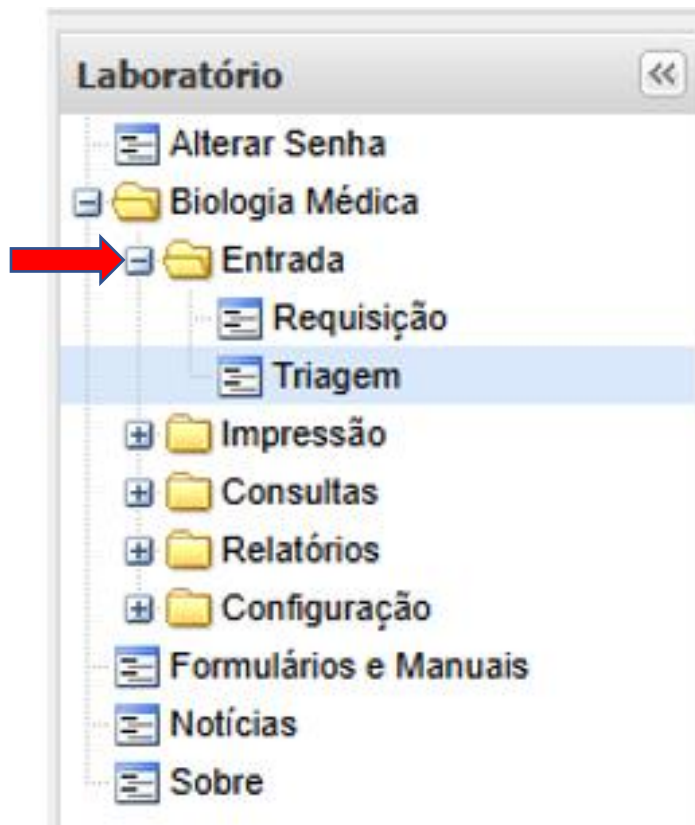 Laboratório
Alterar Senha
Biologia Médica
Entrada
Requisição
Triagem
Impressão
Consultas
Relatórios
Configuração
Formulários e Manuais
Notícias
Sobre